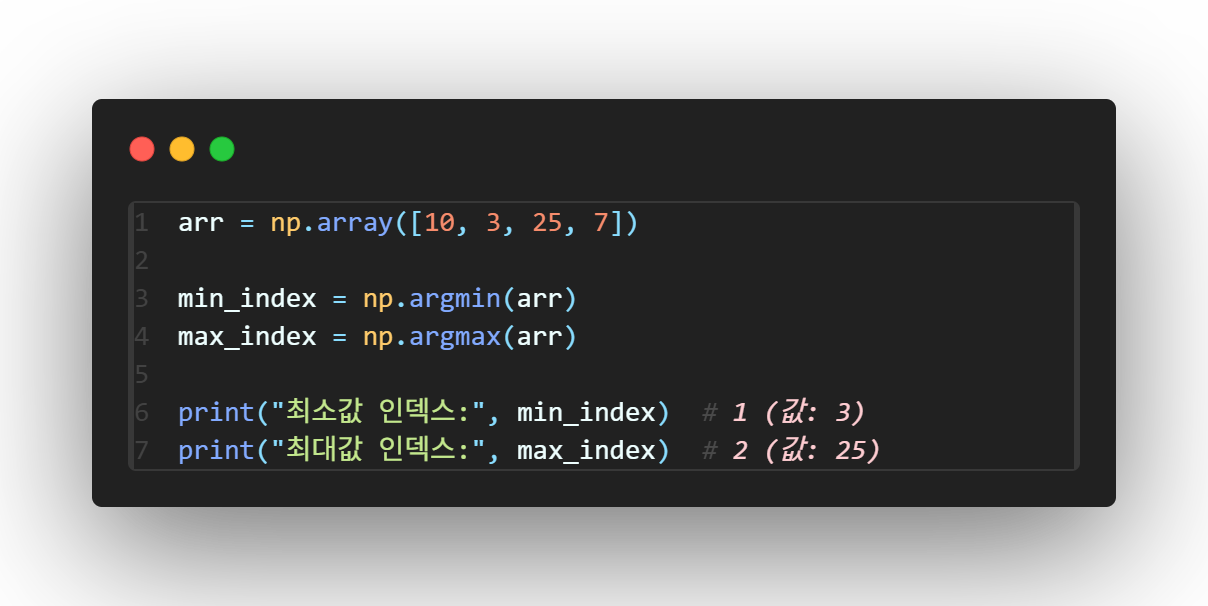 1 arr = np.array([10, 3, 25, 7])
2
3 min_index = np.argmin(arr)
4 max_index = np.argmax(arr)
5
6 print("최소값 인덱스:", min_index)  # 1 (값: 3)
7 print("최대값 인덱스:", max_index)  # 2 (값: 25)